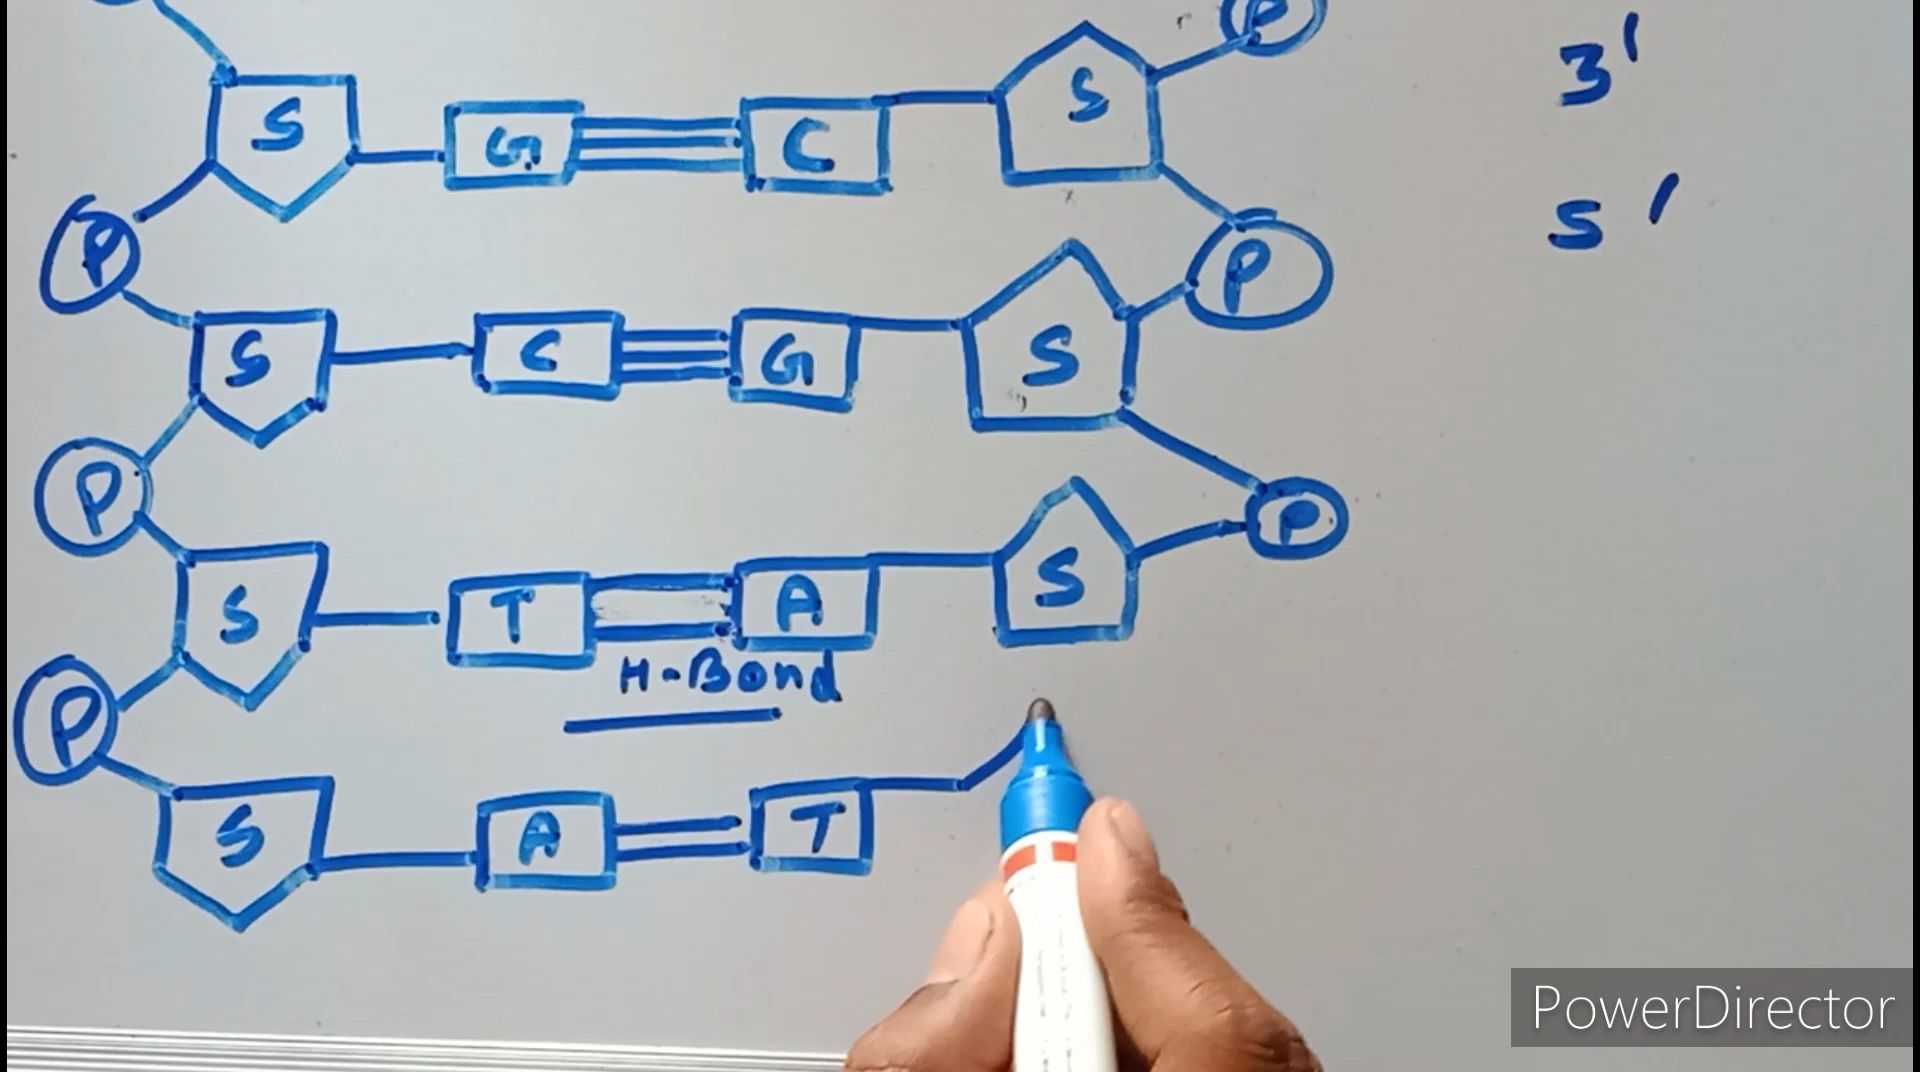 P
3'
S G C S
5'
P P
S C G S
P P
S T A S
H-Bond
P
S A T
PowerDirector